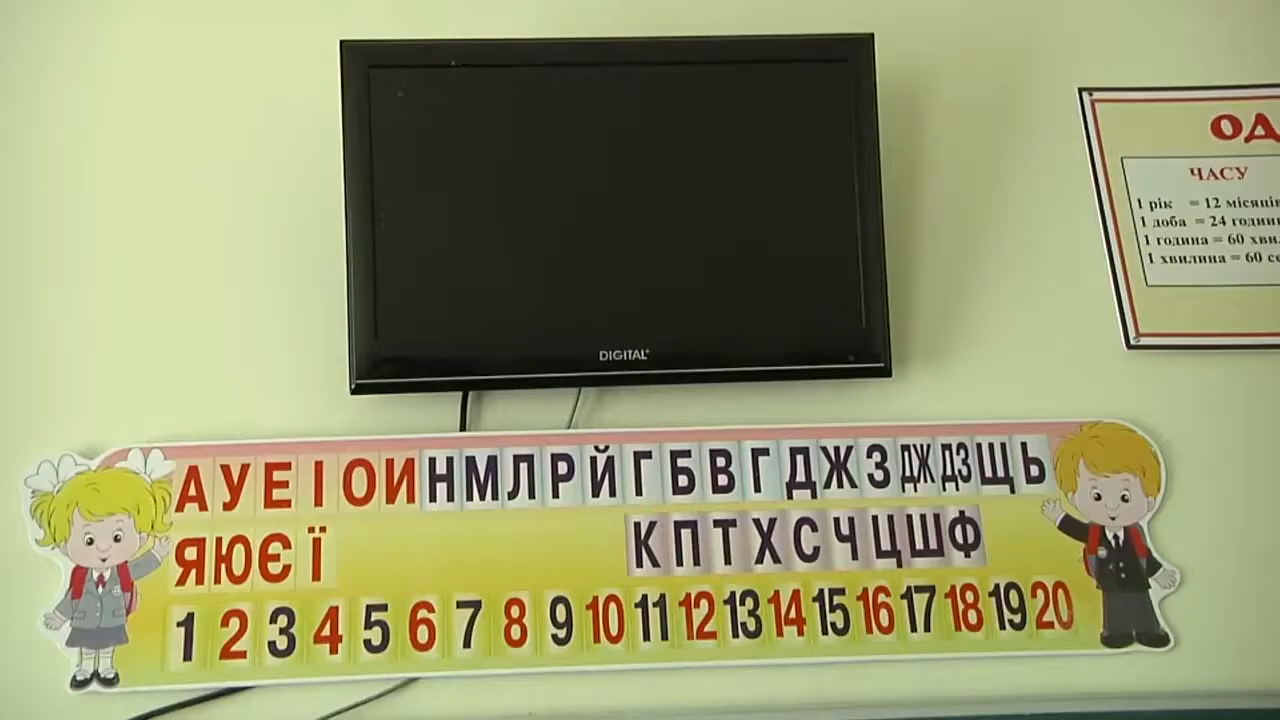 DIGITAL
ОД
ЧАСУ
1 рік = 12 місяців
1 доба = 24 години
1 година = 60
1 хвилина = 60
А У Е І О И Н М Л Р Й Г Б В Г Д Ж З ДЖ ДЗ Щ Ь
Я Ю Є Ї К П Т Х С Ч Ц Ш Ф
1 2 3 4 5 6 7 8 9 10 11 12 13 14 15 16 17 18 19 20